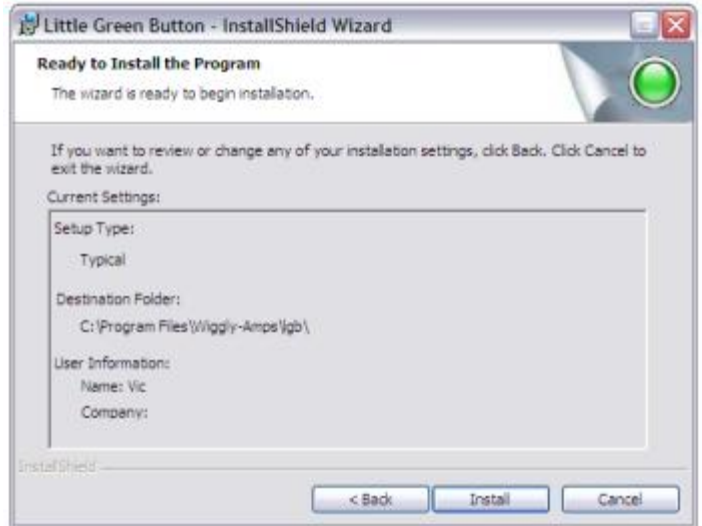 Little Green Button - InstallShield Wizard
Ready to Install the Program
The wizard is ready to begin installation.
If you want to review or change any of your installation settings, click Back. Click Cancel to
exit the wizard.
Current Settings:
Setup Type:
Typical
Destination Folder:
C:\Program Files\Wiggly-Amps\lgb\
User Information:
Name: Vic
Company:
InstallShield
< Back
Install
Cancel